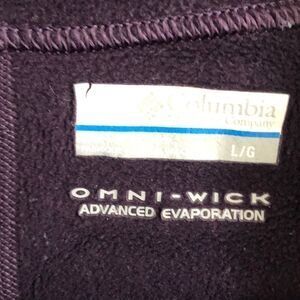 Columbia
Company
L/G
OMNI-WICK
ADVANCED EVAPORATION